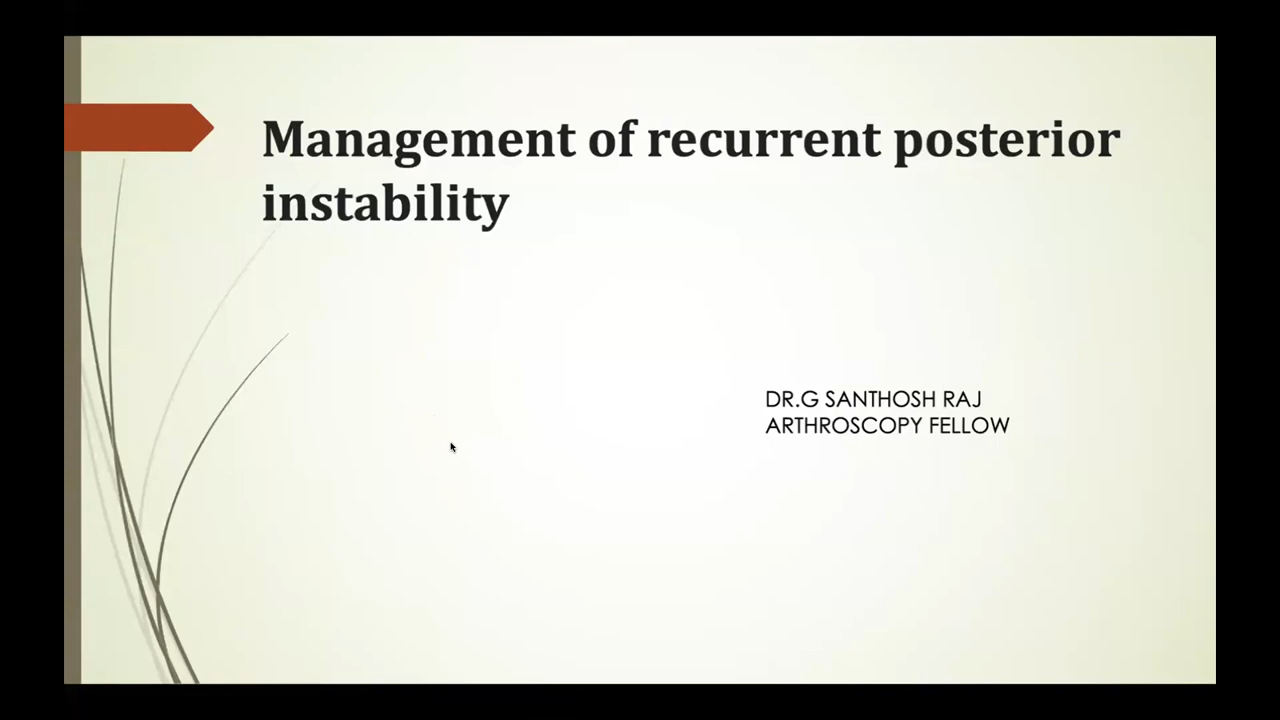 Management of recurrent posterior
instability
DR.G SANTHOSH RAJ
ARTHROSCOPY FELLOW